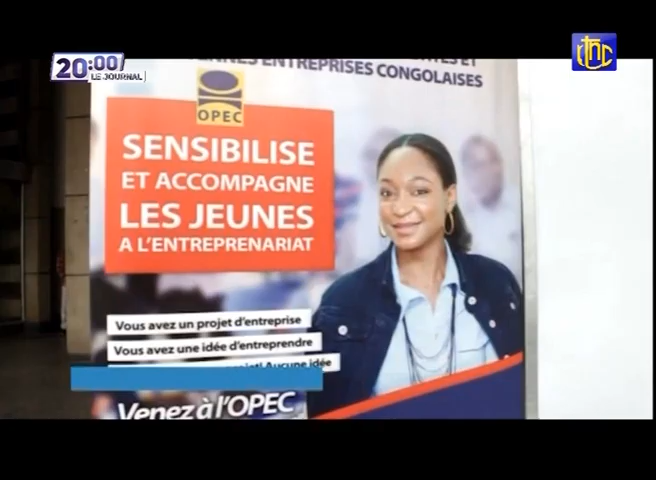 20:00
LE JOURNAL
ENTREPRISES CONGOLAISES
OPEC
SENSIBILISE
ET ACCOMPAGNE
LES JEUNES
A L'ENTREPRENARIAT
Vous avez un projet d'entreprise
Vous avez une idée d'entreprendre
Aucune idée
Venez à l'OPEC